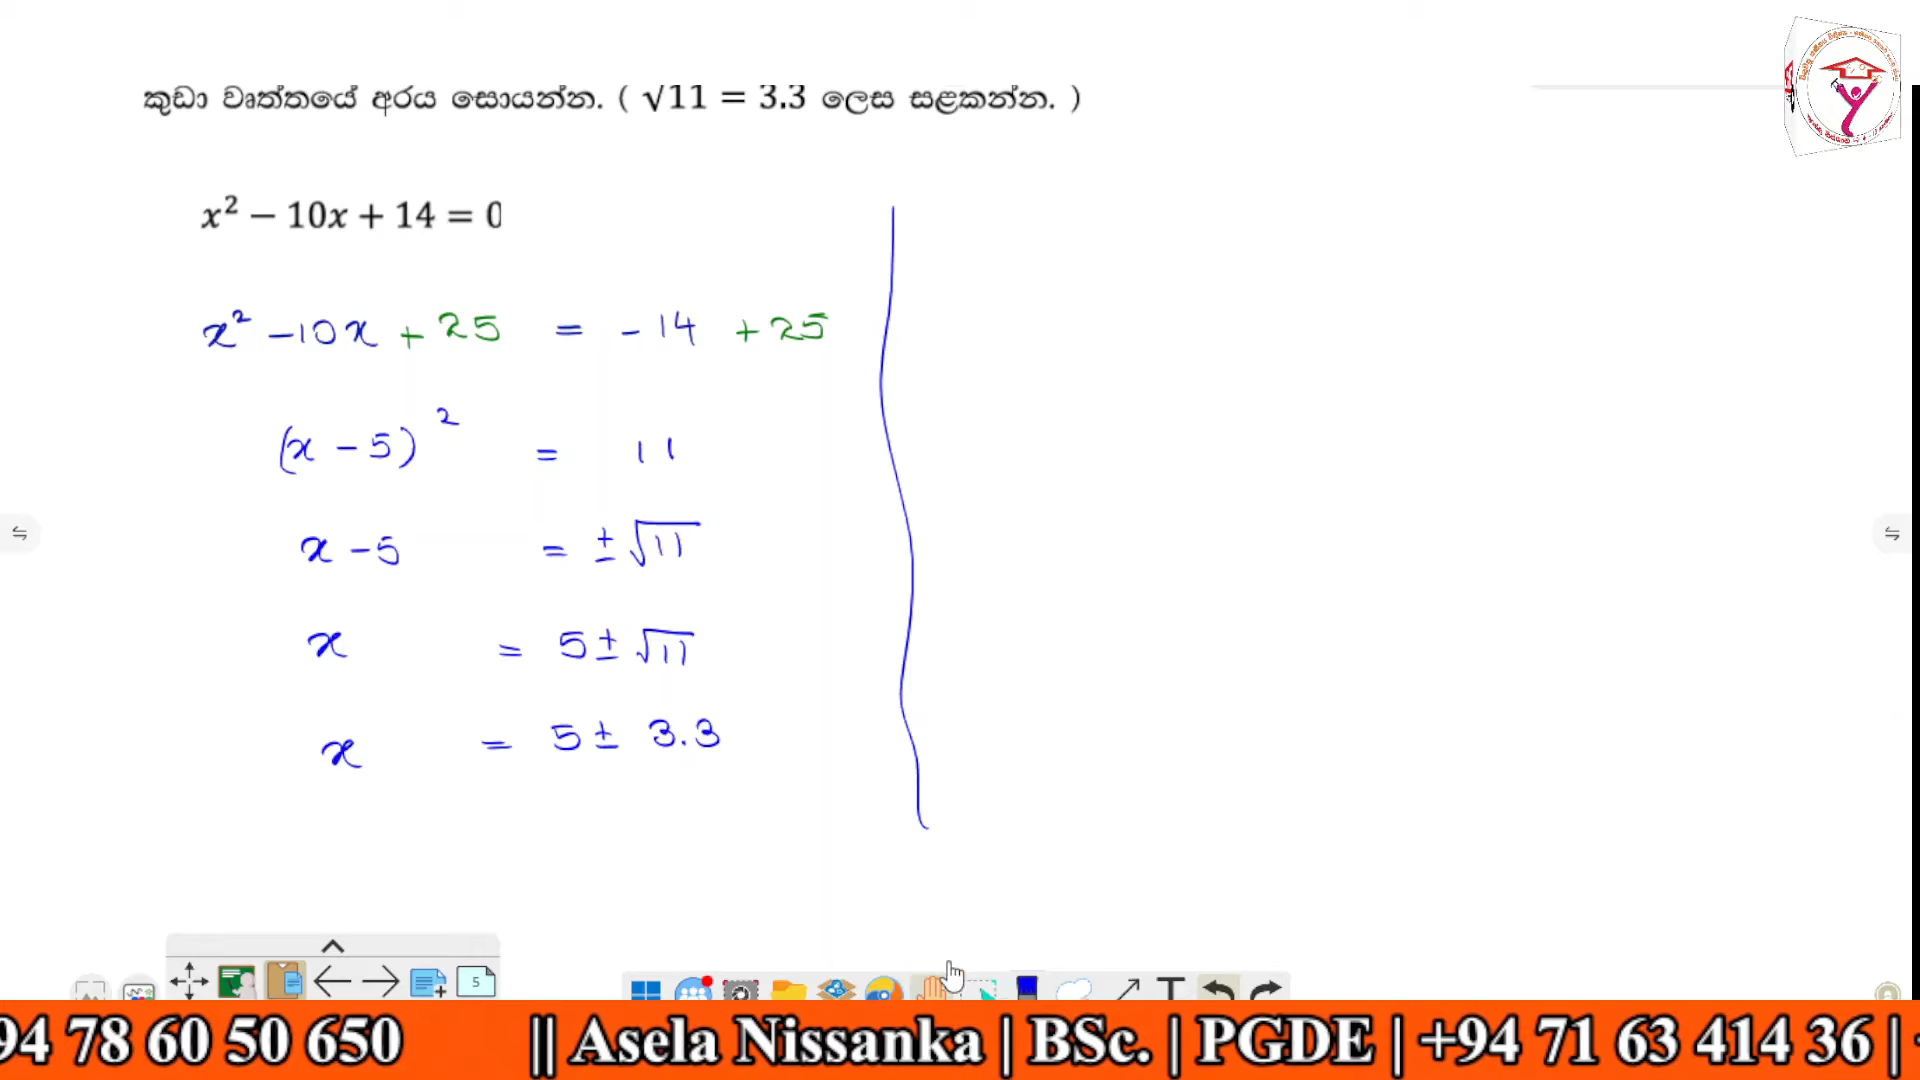 කුඩා වෘත්තයේ අරය සොයන්න. ( √11 = 3.3 ලෙස සළකන්න. )
x² − 10x + 14 = 0
x² − 10x + 25 = − 14 + 25
(x − 5)² = 11
x − 5 = ± √11
x = 5 ± √11
x = 5 ± 3.3
5
T
94 78 60 50 650 || Asela Nissanka | BSc. | PGDE | +94 71 63 414 36 |